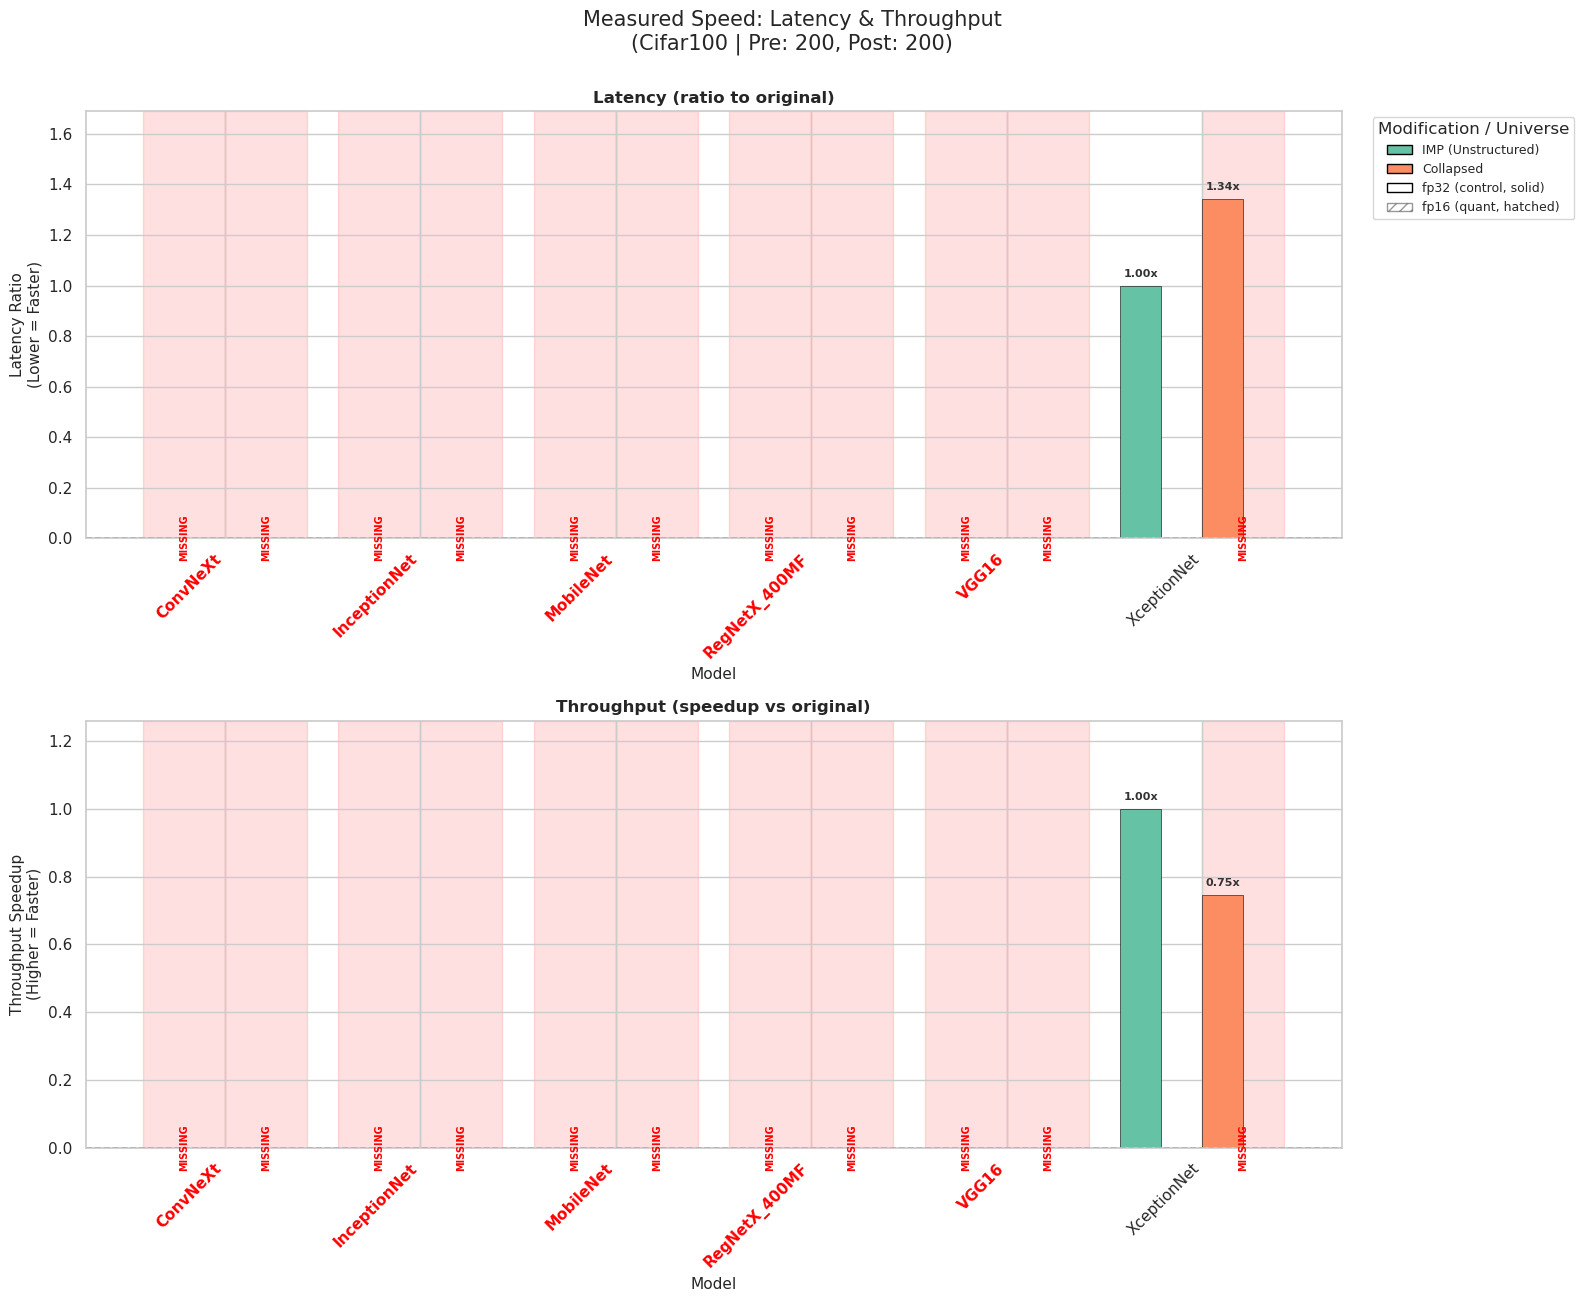 Measured Speed: Latency & Throughput
(Cifar100 | Pre: 200, Post: 200)
Latency (ratio to original)
Latency Ratio
(Lower = Faster)
1.6
1.4
1.2
1.0
0.8
0.6
0.4
0.2
0.0
1.00x
1.34x
MISSING
MISSING
MISSING
MISSING
MISSING
MISSING
MISSING
MISSING
MISSING
MISSING
MISSING
ConvNeXt
InceptionNet
MobileNet
RegNetX_400MF
VGG16
XceptionNet
Model
Modification / Universe
IMP (Unstructured)
Collapsed
fp32 (control, solid)
fp16 (quant, hatched)
Throughput (speedup vs original)
Throughput Speedup
(Higher = Faster)
1.2
1.0
0.8
0.6
0.4
0.2
0.0
1.00x
0.75x
MISSING
MISSING
MISSING
MISSING
MISSING
MISSING
MISSING
MISSING
MISSING
MISSING
MISSING
ConvNeXt
InceptionNet
MobileNet
RegNetX_400MF
VGG16
XceptionNet
Model